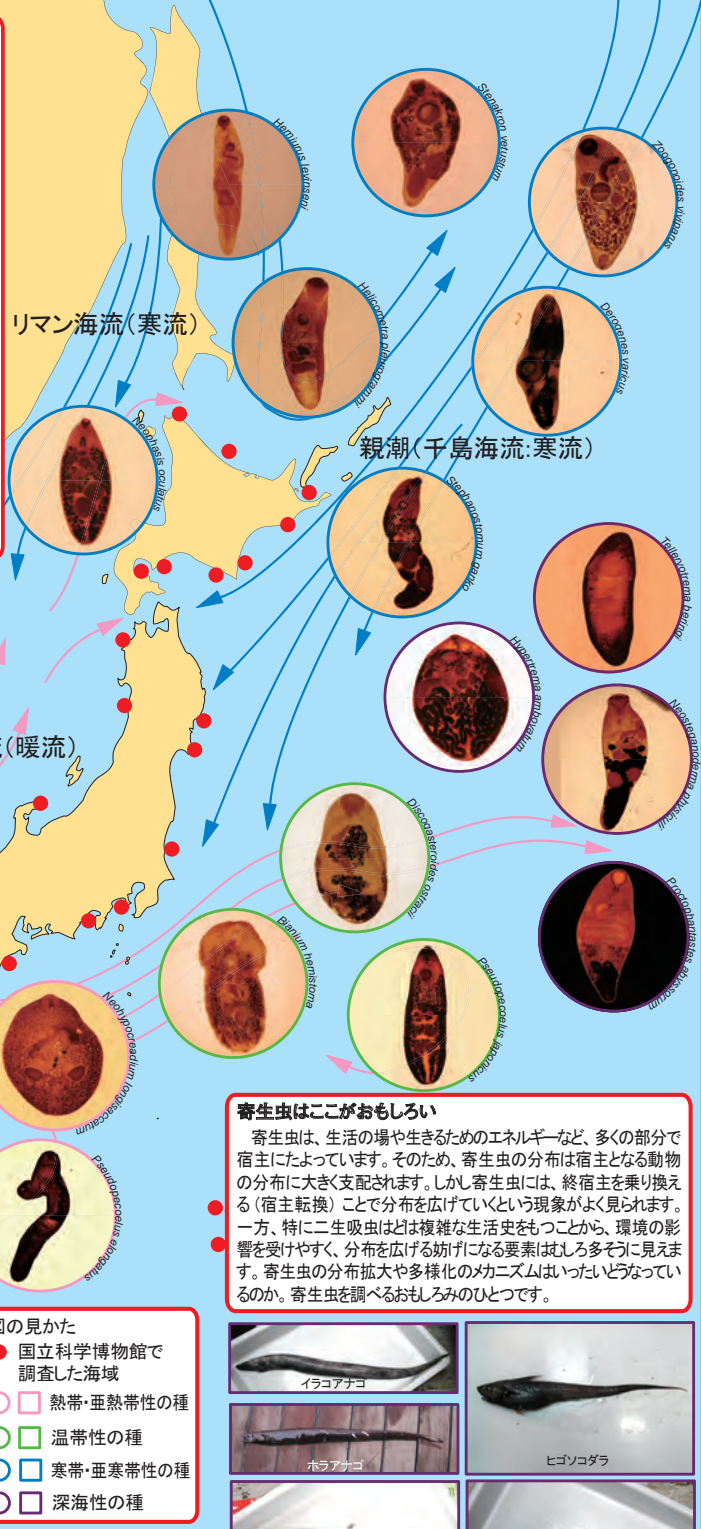 Hemiurus levinseni
Stenakron vetustum
Zoogonoides viviparus
リマン海流(寒流)
Helicometra pleurogrammi
Derogenes varicus
Neophasis oculatus
親潮(千島海流:寒流)
Stephanostomum ganko
Tellervotrema beringi
Hypertrema ambovatum
Neosteganoderma physiculi
(暖流)
Discogasteroides ostracii
Proctophantastes abyssorum
Bianium hemistoma
Pseudopecoelus japonicus
Neohypocreadium longisaccatum
Pseudopecoelus elongatus
寄生虫はここがおもしろい
寄生虫は、生活の場や生きるためのエネルギーなど、多くの部分で
宿主にたよっています。そのため、寄生虫の分布は宿主となる動物
の分布に大きく支配されます。しかし寄生虫には、終宿主を乗り換え
る(宿主転換)ことで分布を広げていくという現象がよく見られます。
一方、特に二生吸虫はどは複雑な生活史をもつことから、環境の影
響を受けやすく、分布を広げる妨げになる要素はむしろ多そうに見えま
す。寄生虫の分布拡大や多様化のメカニズムはいったいどうなってい
るのか。寄生虫を調べるおもしろみのひとつです。
図の見かた
国立科学博物館で
調査した海域
熱帯・亜熱帯性の種
温帯性の種
寒帯・亜寒帯性の種
深海性の種
イラコアナゴ
ホラアナゴ
ヒゴソコダラ